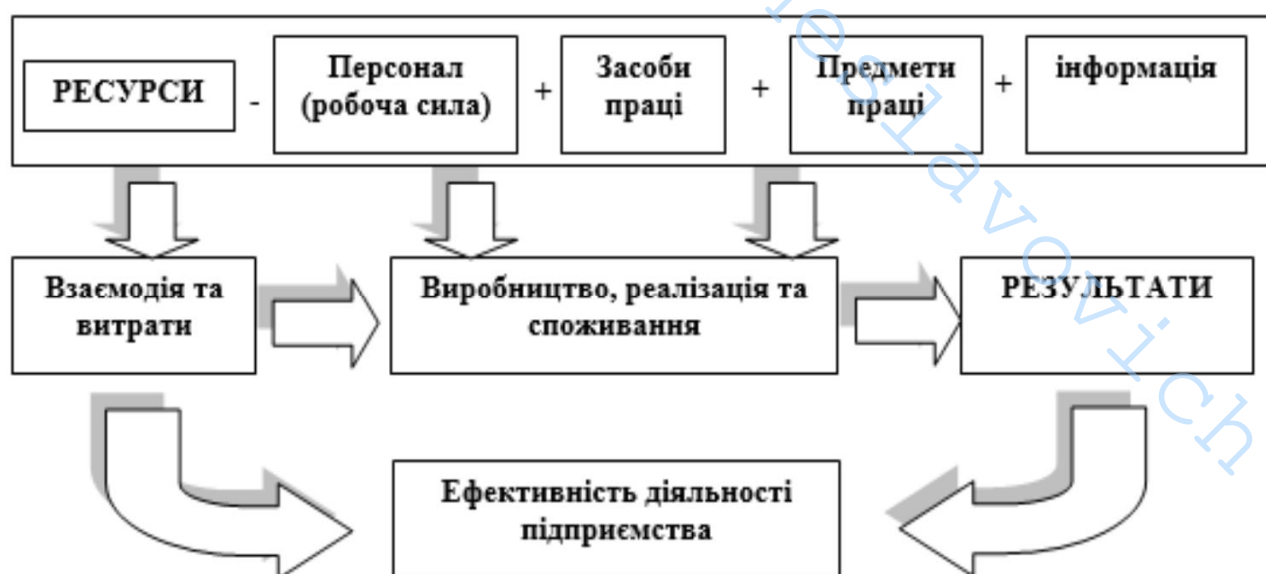 РЕСУРСИ
-
Персонал
(робоча сила)
+
Засоби
праці
+
Предмети
праці
+
інформація
Взаємодія та
витрати
Виробництво, реалізація та
споживання
РЕЗУЛЬТАТИ
Ефективність діяльності
підприємства